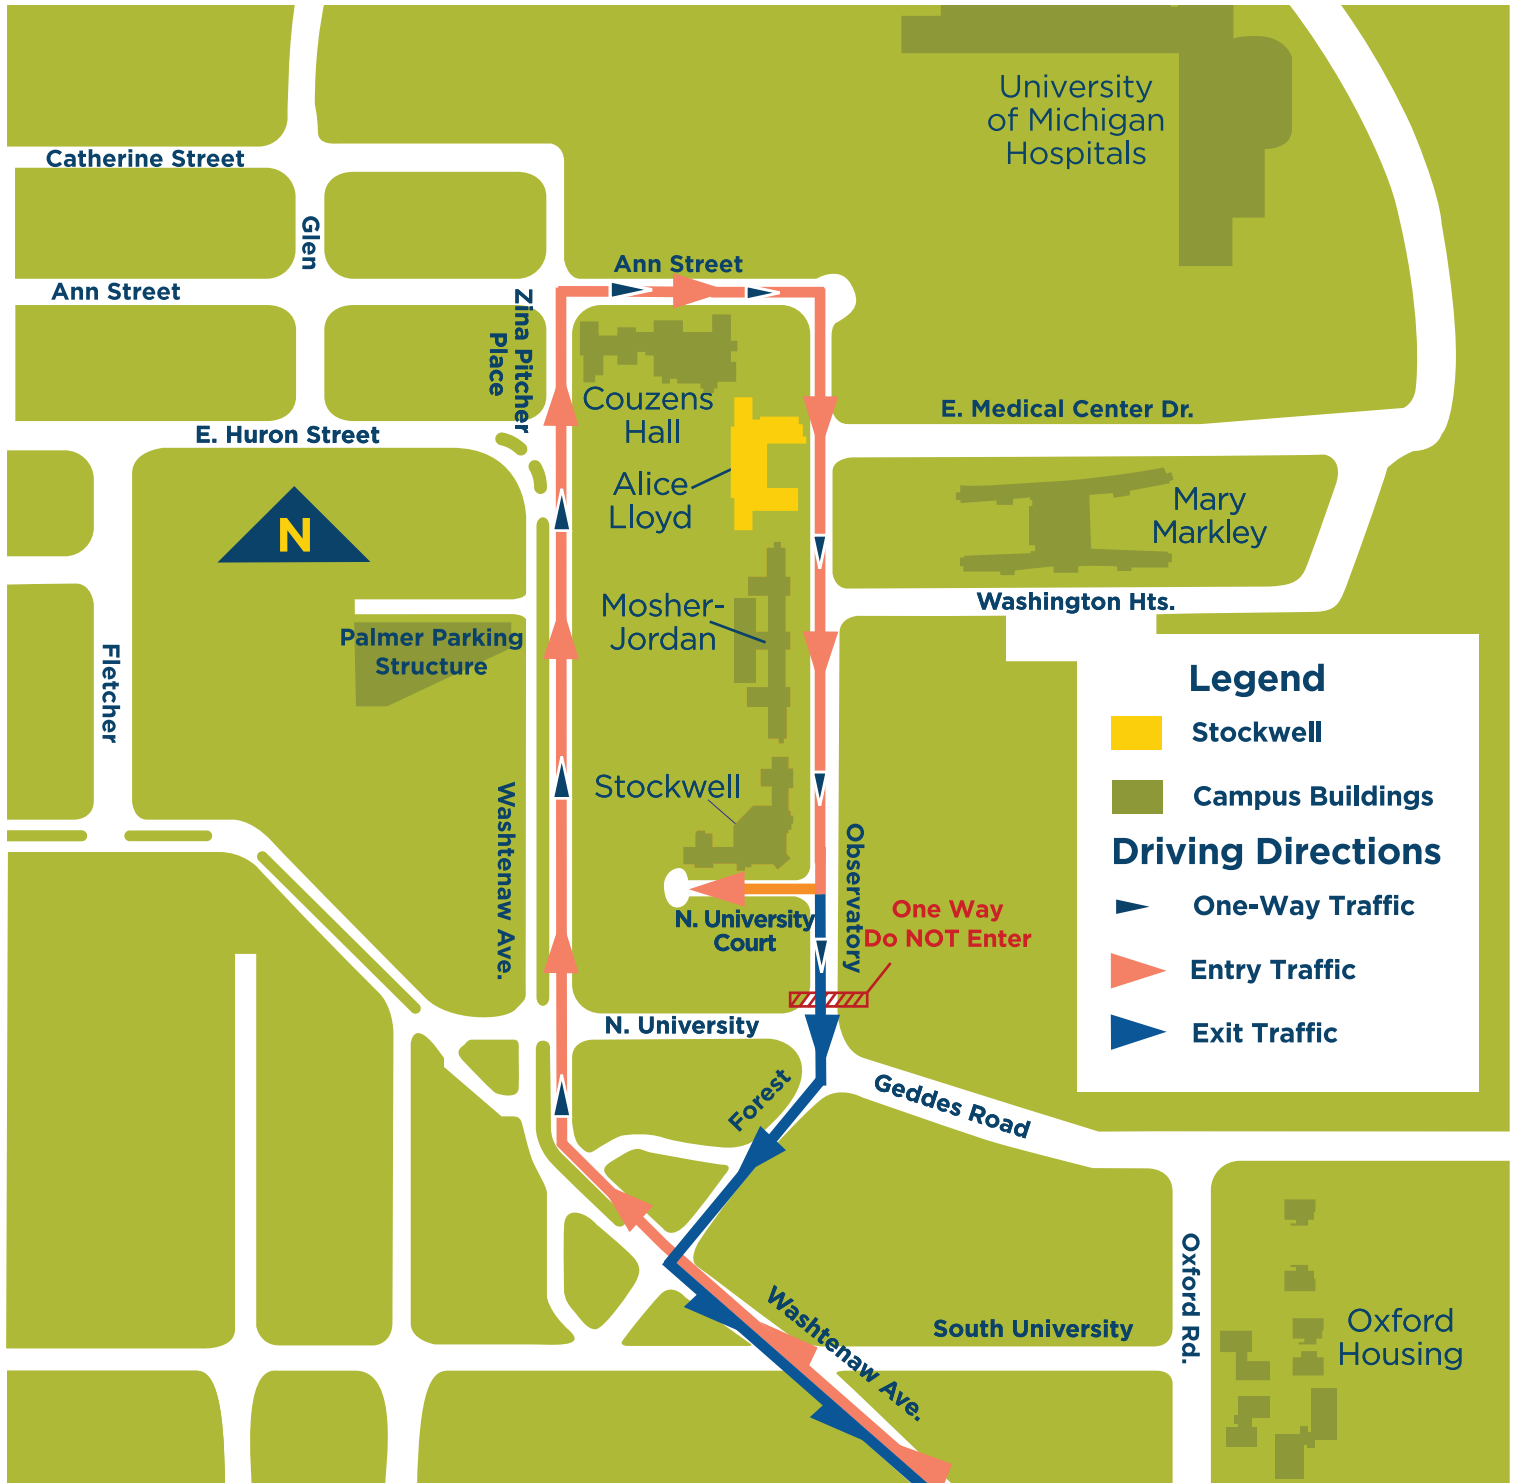 University
of Michigan
Hospitals
Catherine Street
Glen
Ann Street
Ann Street
Zina Pitcher
Place
Couzens
Hall
E. Medical Center Dr.
E. Huron Street
Alice
Lloyd
Mary
Markley
N
Mosher-
Jordan
Washington Hts.
Palmer Parking
Structure
Fletcher
Legend
Stockwell
Campus Buildings
Driving Directions
One-Way Traffic
Entry Traffic
Exit Traffic
Stockwell
Washtenaw Ave.
Observatory
One Way
Do NOT Enter
N. University
Court
N. University
Forest
Geddes Road
Oxford Rd.
Washtenaw Ave.
South University
Oxford
Housing